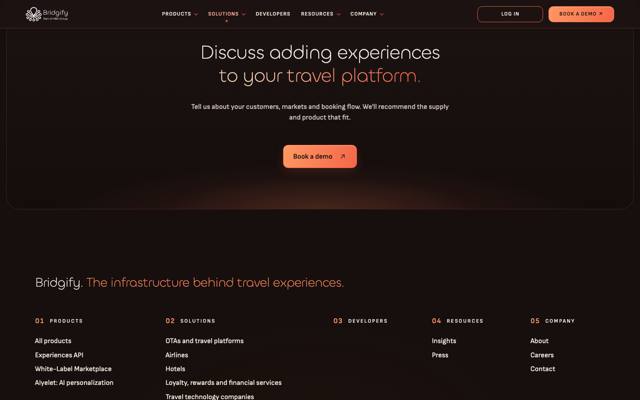 Bridgify
PRODUCTS
SOLUTIONS
DEVELOPERS
RESOURCES
COMPANY
LOG IN
BOOK A DEMO ↗
Discuss adding experiences
to your travel platform.
Tell us about your customers, markets and booking flow. We'll recommend the supply
and product that fit.
Book a demo ↗
Bridgify. The infrastructure behind travel experiences.
01 PRODUCTS
All products
Experiences API
White-Label Marketplace
Alyelet: AI personalization
02 SOLUTIONS
OTAs and travel platforms
Airlines
Hotels
Loyalty, rewards and financial services
Travel technology companies
03 DEVELOPERS
04 RESOURCES
Insights
Press
05 COMPANY
About
Careers
Contact